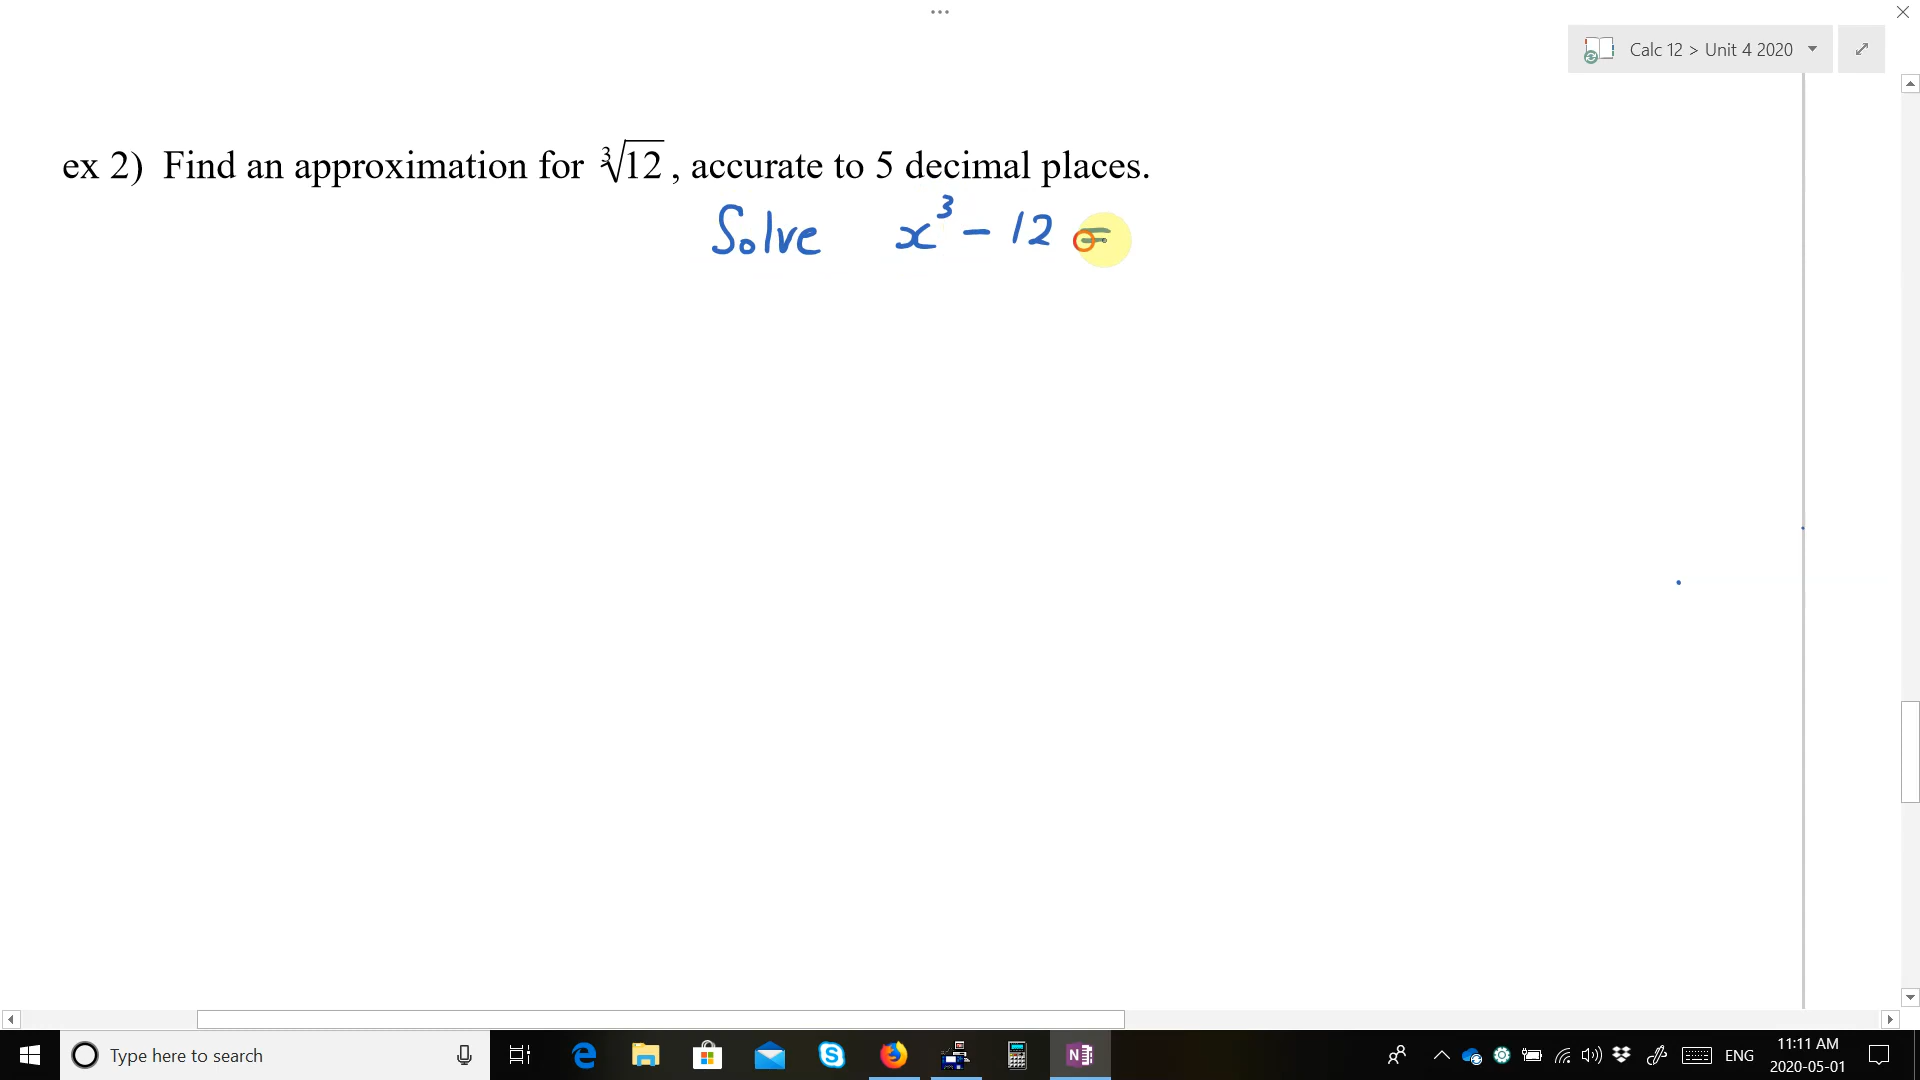 ...
Calc 12 > Unit 4 2020
ex 2) Find an approximation for ∛12, accurate to 5 decimal places.
Solve x³ - 12 =
Type here to search
ENG
11:11 AM
2020-05-01